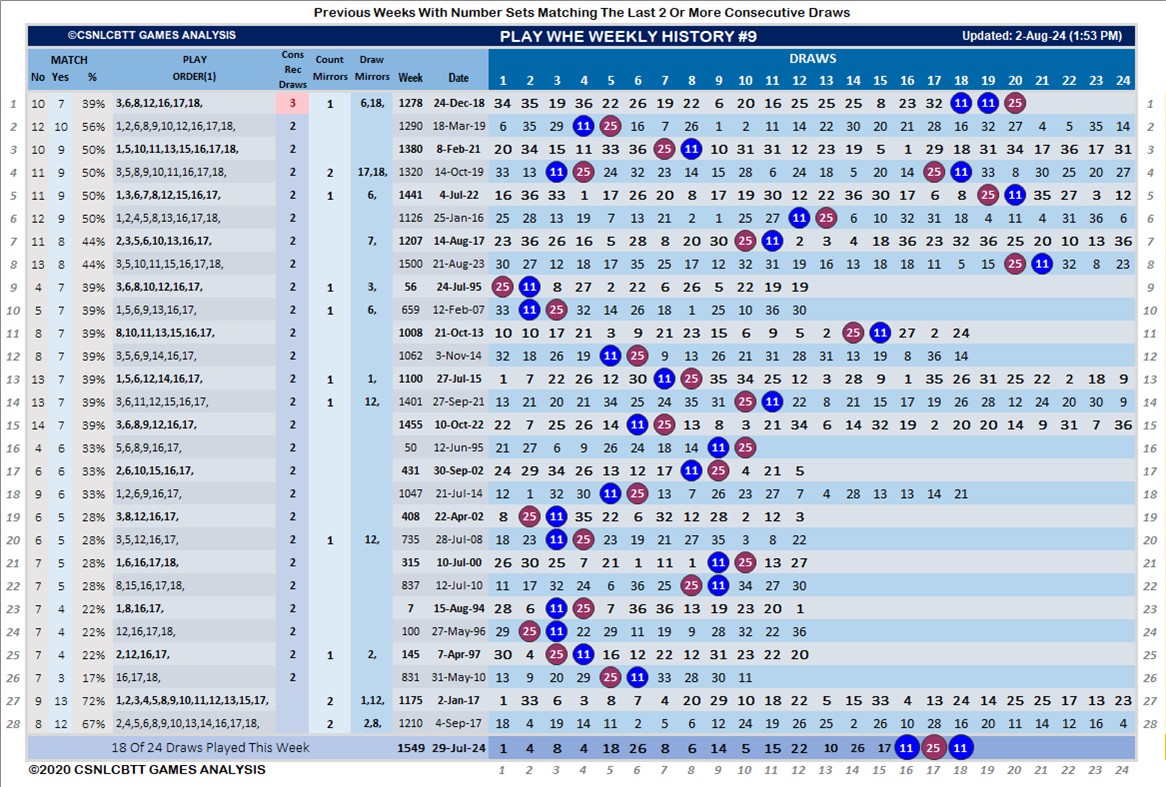 Previous Weeks With Number Sets Matching The Last 2 Or More Consecutive Draws
©CSNLCBTT GAMES ANALYSIS PLAY WHE WEEKLY HISTORY #9 Updated: 2-Aug-24 (1:53 PM)
MATCH PLAY Cons Count Draw DRAWS
No Yes % ORDER(1) Rec Draws Mirrors Mirrors Week Date 1 2 3 4 5 6 7 8 9 10 11 12 13 14 15 16 17 18 19 20 21 22 23 24
1 10 7 39% 3,6,8,12,16,17,18, 3 1 6,18, 1278 24-Dec-18 34 35 19 36 22 26 19 22 6 20 16 25 25 25 8 23 32 11 11 25 1
2 12 10 56% 1,2,6,8,9,10,12,16,17,18, 2 1290 18-Mar-19 6 35 29 11 25 16 7 26 1 2 11 14 22 30 20 21 28 16 32 27 4 5 35 14 2
3 10 9 50% 1,5,10,11,13,15,16,17,18, 2 1380 8-Feb-21 20 34 15 11 33 36 25 11 10 31 31 12 14 23 19 5 1 29 18 31 34 17 36 17 31 3
4 11 9 50% 3,5,8,9,10,11,16,17,18, 2 2 17,18, 1320 14-Oct-19 33 13 11 25 24 32 23 14 15 28 6 24 18 5 20 14 25 11 33 8 30 25 20 27 4
5 11 9 50% 1,3,6,7,8,12,15,16,17, 2 1 6, 1441 4-Jul-22 16 36 35 33 1 17 26 20 8 17 19 30 12 22 36 30 17 6 8 25 11 35 27 3 12 5
6 12 9 50% 1,2,4,5,8,13,16,17,18, 2 1126 25-Jan-16 25 28 13 19 7 13 21 2 1 25 27 11 25 6 10 32 31 18 4 11 4 31 36 6 6
7 11 8 44% 2,3,5,6,10,13,16,17, 2 7, 1207 14-Aug-17 23 36 26 16 5 28 8 20 30 25 11 2 3 4 18 36 23 32 36 25 20 10 13 36 7
8 13 8 44% 3,5,10,11,15,16,17,18, 2 1500 21-Aug-23 30 27 12 18 17 35 25 17 12 32 31 19 16 13 18 18 11 5 15 25 11 32 8 23 8
9 4 7 39% 3,6,8,10,12,16,17, 2 1 3, 56 24-Jul-95 25 11 8 27 2 22 6 26 5 22 19 19 9
10 5 7 39% 1,5,6,9,13,16,17, 2 1 6, 659 12-Feb-07 33 11 25 32 14 26 18 1 25 10 36 30 10
11 8 7 39% 8,10,11,13,15,16,17, 2 1008 21-Oct-13 10 10 17 21 3 9 21 23 15 6 9 5 2 25 11 27 2 24 11
12 8 7 39% 3,5,6,9,14,16,17, 2 1062 3-Nov-14 32 18 26 19 11 25 9 13 26 21 31 28 31 13 19 8 36 14 12
13 13 7 39% 1,5,6,12,14,16,17, 2 1 1, 1100 27-Jul-15 1 7 22 26 12 30 11 25 35 34 25 12 3 28 9 1 35 26 31 25 22 2 18 9 13
14 13 7 39% 3,6,11,12,15,16,17, 2 1 12, 1401 27-Sep-21 13 21 20 21 34 25 24 35 31 25 11 22 8 21 15 17 19 26 28 12 24 20 30 9 14
15 14 7 39% 3,6,8,9,12,16,17, 2 1455 10-Oct-22 22 7 25 26 14 11 25 13 8 3 21 34 6 14 32 19 2 20 20 14 9 31 7 36 15
16 4 6 33% 5,6,8,9,16,17, 2 50 12-Jun-95 21 27 6 9 26 24 18 14 11 25 16
17 6 6 33% 2,6,10,15,16,17, 2 431 30-Sep-02 24 29 34 26 13 12 17 11 25 4 21 5 17
18 9 6 33% 1,2,6,9,16,17, 2 1047 21-Jul-14 12 1 32 30 11 25 13 7 26 23 27 7 4 28 13 13 14 21 18
19 6 5 28% 3,8,12,16,17, 2 408 22-Apr-02 8 25 11 35 22 6 32 12 28 2 12 3 19
20 6 5 28% 3,5,12,16,17, 2 1 12, 735 28-Jul-08 18 23 11 25 23 19 21 27 35 3 8 22 20
21 7 5 28% 1,6,16,17,18, 2 315 10-Jul-00 26 30 25 7 21 1 11 1 11 25 13 27 21
22 7 5 28% 8,15,16,17,18, 2 837 12-Jul-10 11 17 32 24 6 36 25 25 11 34 27 30 22
23 7 4 22% 1,8,16,17, 2 7 15-Aug-94 28 6 11 25 7 36 36 13 19 23 20 1 23
24 7 4 22% 12,16,17,18, 2 100 27-May-96 29 25 11 22 29 11 19 9 28 32 22 36 24
25 7 4 22% 2,12,16,17, 2 1 2, 145 7-Apr-97 30 4 25 11 16 12 22 12 31 23 22 20 25
26 7 3 17% 16,17,18, 2 831 31-May-10 13 9 20 29 25 11 33 28 30 11 26
27 9 13 72% 1,2,3,4,5,8,9,10,11,12,13,15,17, 2 1,12, 1175 2-Jan-17 1 33 6 3 8 7 4 20 29 10 18 22 5 15 33 4 13 24 14 25 25 17 13 23 27
28 8 12 67% 2,4,5,6,8,9,10,13,14,16,17,18, 2 2,8, 1210 4-Sep-17 18 4 19 14 11 2 5 6 12 24 19 26 25 2 26 10 28 16 20 11 14 12 16 4 28
18 Of 24 Draws Played This Week 1549 29-Jul-24 1 4 8 4 18 26 8 6 14 5 15 22 10 26 17 11 25 11
©2020 CSNLCBTT GAMES ANALYSIS 1 2 3 4 5 6 7 8 9 10 11 12 13 14 15 16 17 18 19 20 21 22 23 24